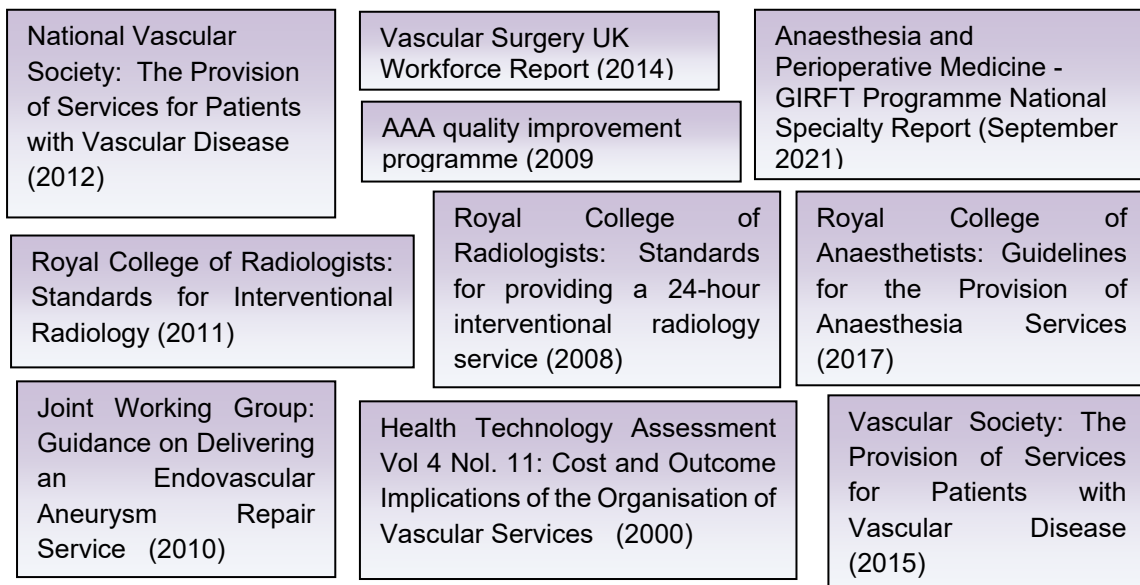 National Vascular
Society: The Provision
of Services for Patients
with Vascular Disease
(2012)
Vascular Surgery UK
Workforce Report (2014)
Anaesthesia and
Perioperative Medicine -
GIRFT Programme National
Specialty Report (September
2021)
AAA quality improvement
programme (2009
Royal College of Radiologists:
Standards for Interventional
Radiology (2011)
Royal College of
Radiologists: Standards
for providing a 24-hour
interventional radiology
service (2008)
Royal College of
Anaesthetists: Guidelines
for the Provision of
Anaesthesia Services
(2017)
Joint Working Group:
Guidance on Delivering
an Endovascular
Aneurysm Repair
Service (2010)
Health Technology Assessment
Vol 4 Nol. 11: Cost and Outcome
Implications of the Organisation of
Vascular Services (2000)
Vascular Society: The
Provision of Services
for Patients with
Vascular Disease
(2015)